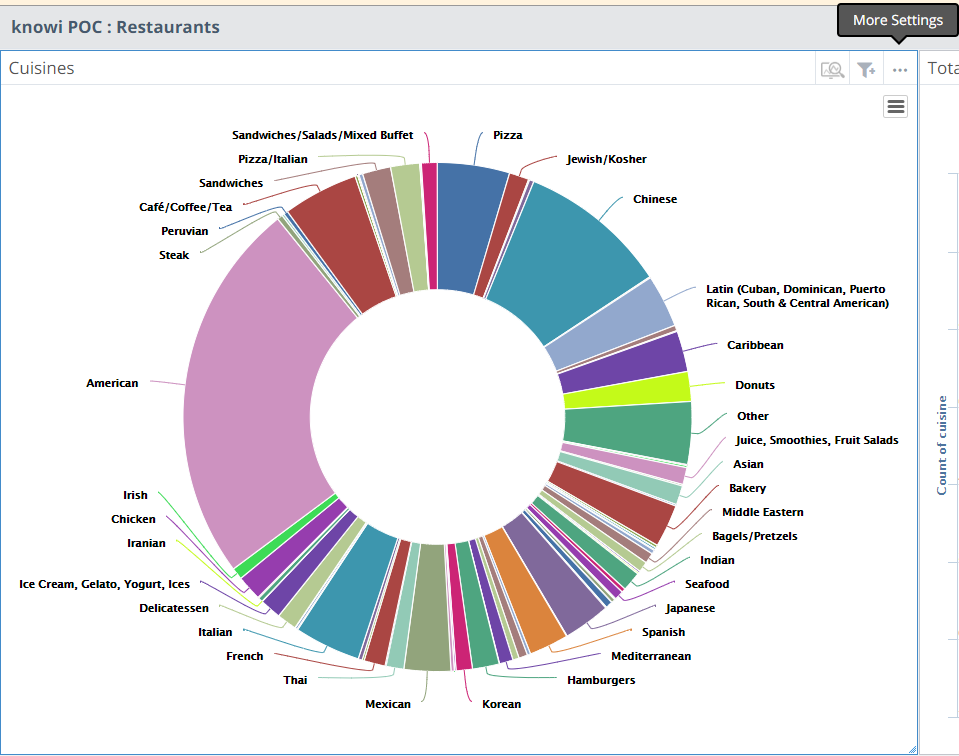 knowi POC : Restaurants
More Settings
Cuisines
Tota
Sandwiches/Salads/Mixed Buffet
Pizza
Pizza/Italian
Jewish/Kosher
Sandwiches
Chinese
Café/Coffee/Tea
Peruvian
Steak
Latin (Cuban, Dominican, Puerto
Rican, South & Central American)
Caribbean
American
Donuts
Other
Juice, Smoothies, Fruit Salads
Asian
Bakery
Irish
Middle Eastern
Chicken
Bagels/Pretzels
Iranian
Indian
Ice Cream, Gelato, Yogurt, Ices
Seafood
Delicatessen
Japanese
Italian
Spanish
French
Mediterranean
Thai
Hamburgers
Mexican
Korean
Count of cuisine